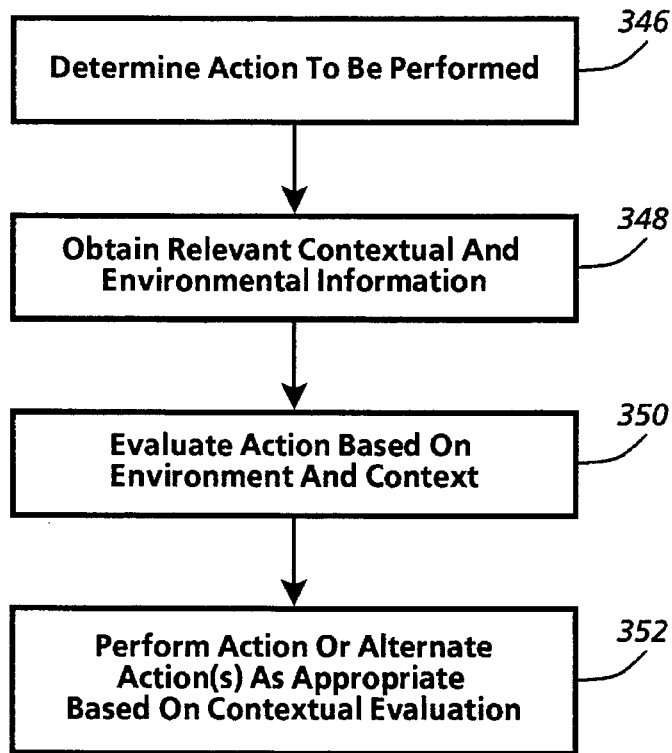 346
Determine Action To Be Performed
348
Obtain Relevant Contextual And
Environmental Information
350
Evaluate Action Based On
Environment And Context
352
Perform Action Or Alternate
Action(s) As Appropriate
Based On Contextual Evaluation